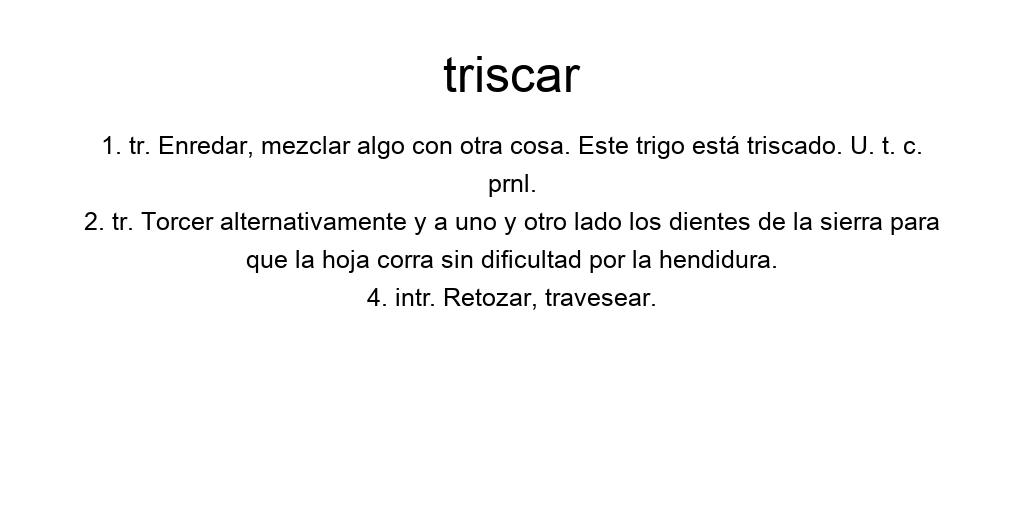 triscar
1. tr. Enredar, mezclar algo con otra cosa. Este trigo está triscado. U. t. c.
prnl.
2. tr. Torcer alternativamente y a uno y otro lado los dientes de la sierra para
que la hoja corra sin dificultad por la hendidura.
4. intr. Retozar, travesear.